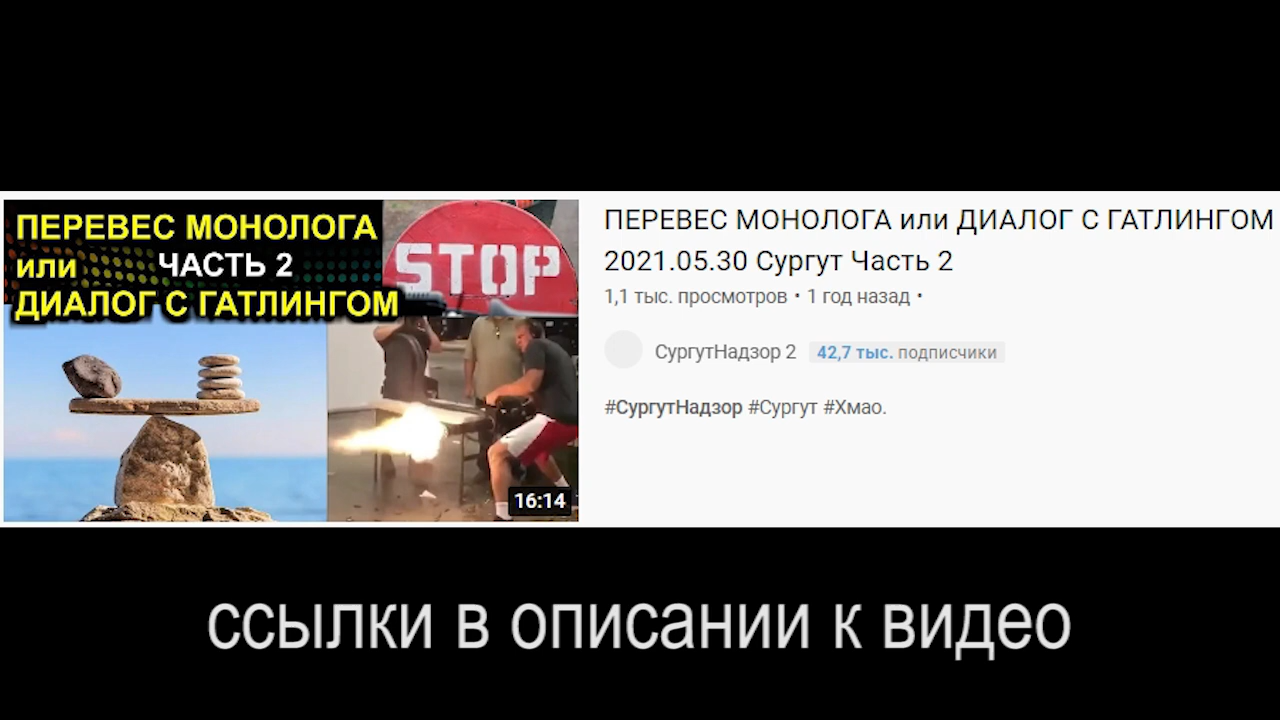 ПЕРЕВЕС МОНОЛОГА
или ЧАСТЬ 2
ДИАЛОГ С ГАТЛИНГОМ
STOP
16:14
ПЕРЕВЕС МОНОЛОГА или ДИАЛОГ С ГАТЛИНГОМ
2021.05.30 Сургут Часть 2
1,1 тыс. просмотров • 1 год назад •
СургутНадзор 2 42,7 тыс. подписчики
#СургутНадзор #Сургут #Хмао.
ссылки в описании к видео